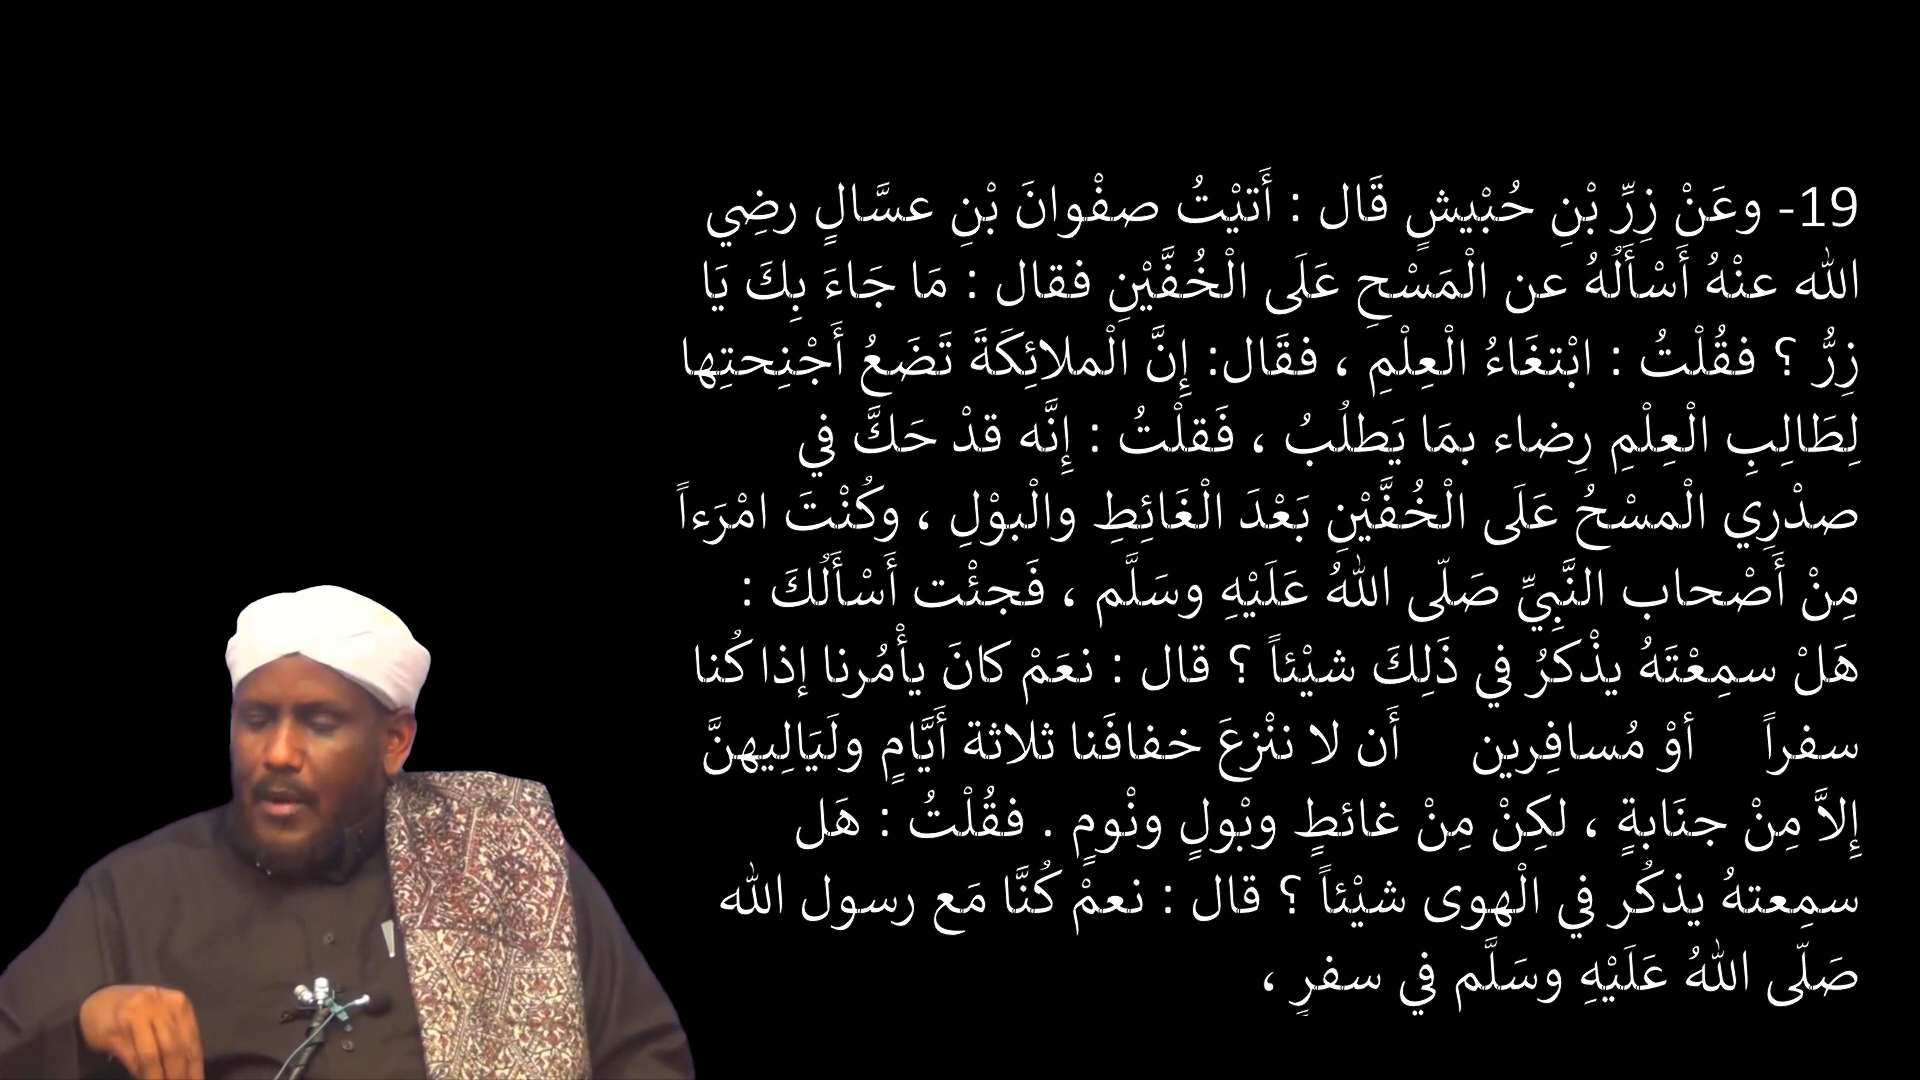 19- وعَنْ زِرِّ بْنِ حُبْيشٍ قَال : أَتيْتُ صفْوانَ بْنِ عسَّالٍ رضِي
الله عنْهُ أَسْأَلُهُ عن الْمَسْحِ عَلَى الْخُفَّيْنِ فقال : مَا جَاءَ بِكَ يَا
زِرُّ ؟ فقُلْتُ : ابْتغَاءُ الْعِلْمِ ، فقَال: إِنَّ الْملائِكَةَ تَضَعُ أَجْنِحتِها
لِطَالِبِ الْعِلْمِ رِضاء بمَا يَطلُبُ ، فَقلْتُ : إِنَّه قدْ حَكَّ في
صدْرِي الْمسْحُ عَلَى الْخُفَّيْنِ بَعْدَ الْغَائِطِ والْبوْلِ ، وكُنْتَ امْرَءاً
مِنْ أَصْحاب النَّبِيِّ صَلّى اللهُ عَلَيْهِ وسَلَّم ، فَجئْت أَسْأَلُكَ :
هَلْ سمِعْتَهُ يذْكرُ في ذَلِكَ شيْئاً ؟ قال : نعَمْ كانَ يأْمُرنا إذا كُنا
سفراً أوْ مُسافِرين أَن لا ننْزعَ خفافَنا ثلاثة أَيَّامٍ ولَيَالِيهنَّ
إِلاَّ مِنْ جنَابةٍ ، لكِنْ مِنْ غائطٍ وبْولٍ ونْومٍ . فقُلْتُ : هَل
سمِعتهُ يذكُر في الْهوى شيْئاً ؟ قال : نعمْ كُنَّا مَع رسول الله
صَلّى اللهُ عَلَيْهِ وسَلَّم في سفرٍ ،